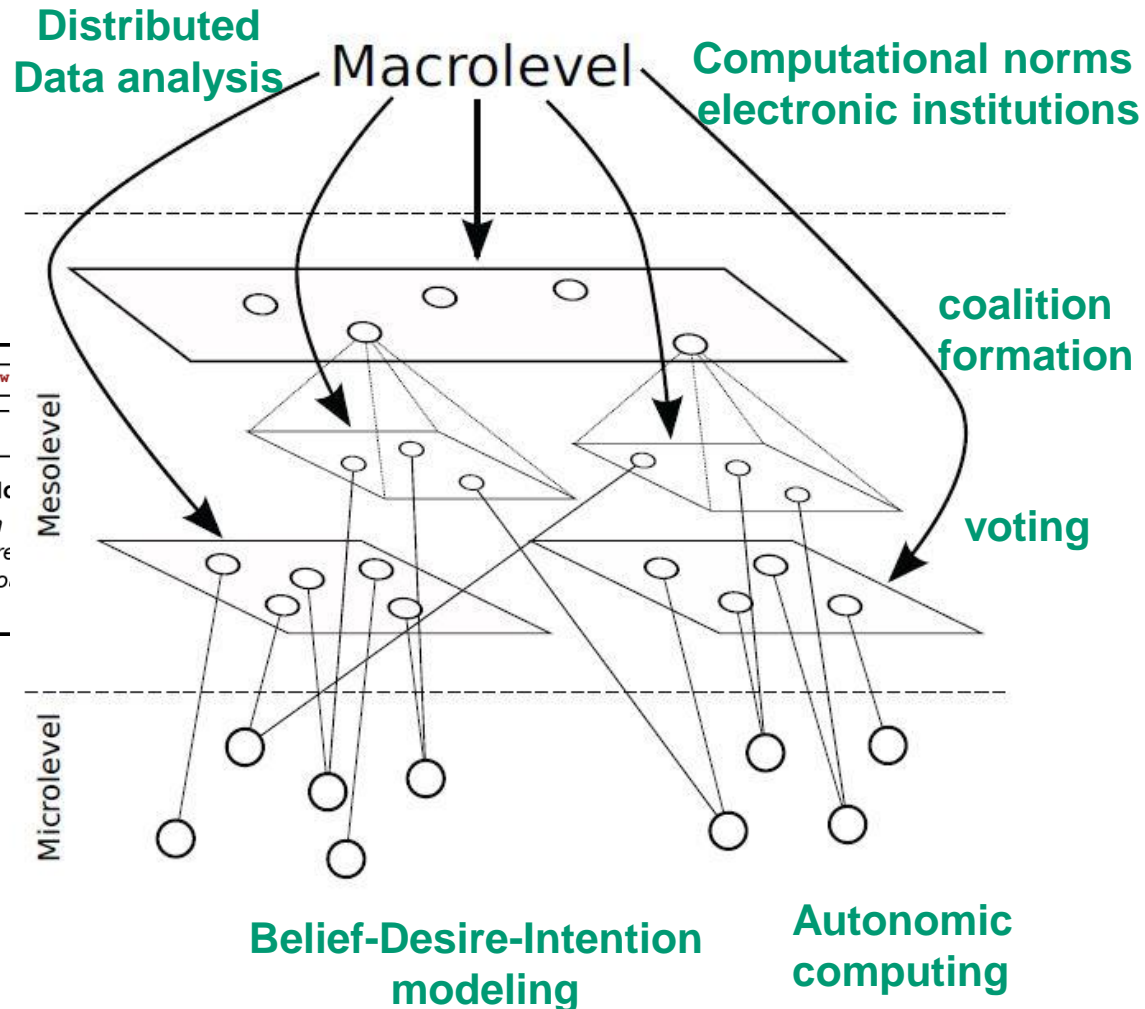 Distributed
Data analysis
Macrolevel
Computational norms
electronic institutions
coalition
formation
Mesolevel
voting
Microlevel
Belief-Desire-Intention
modeling
Autonomic
computing